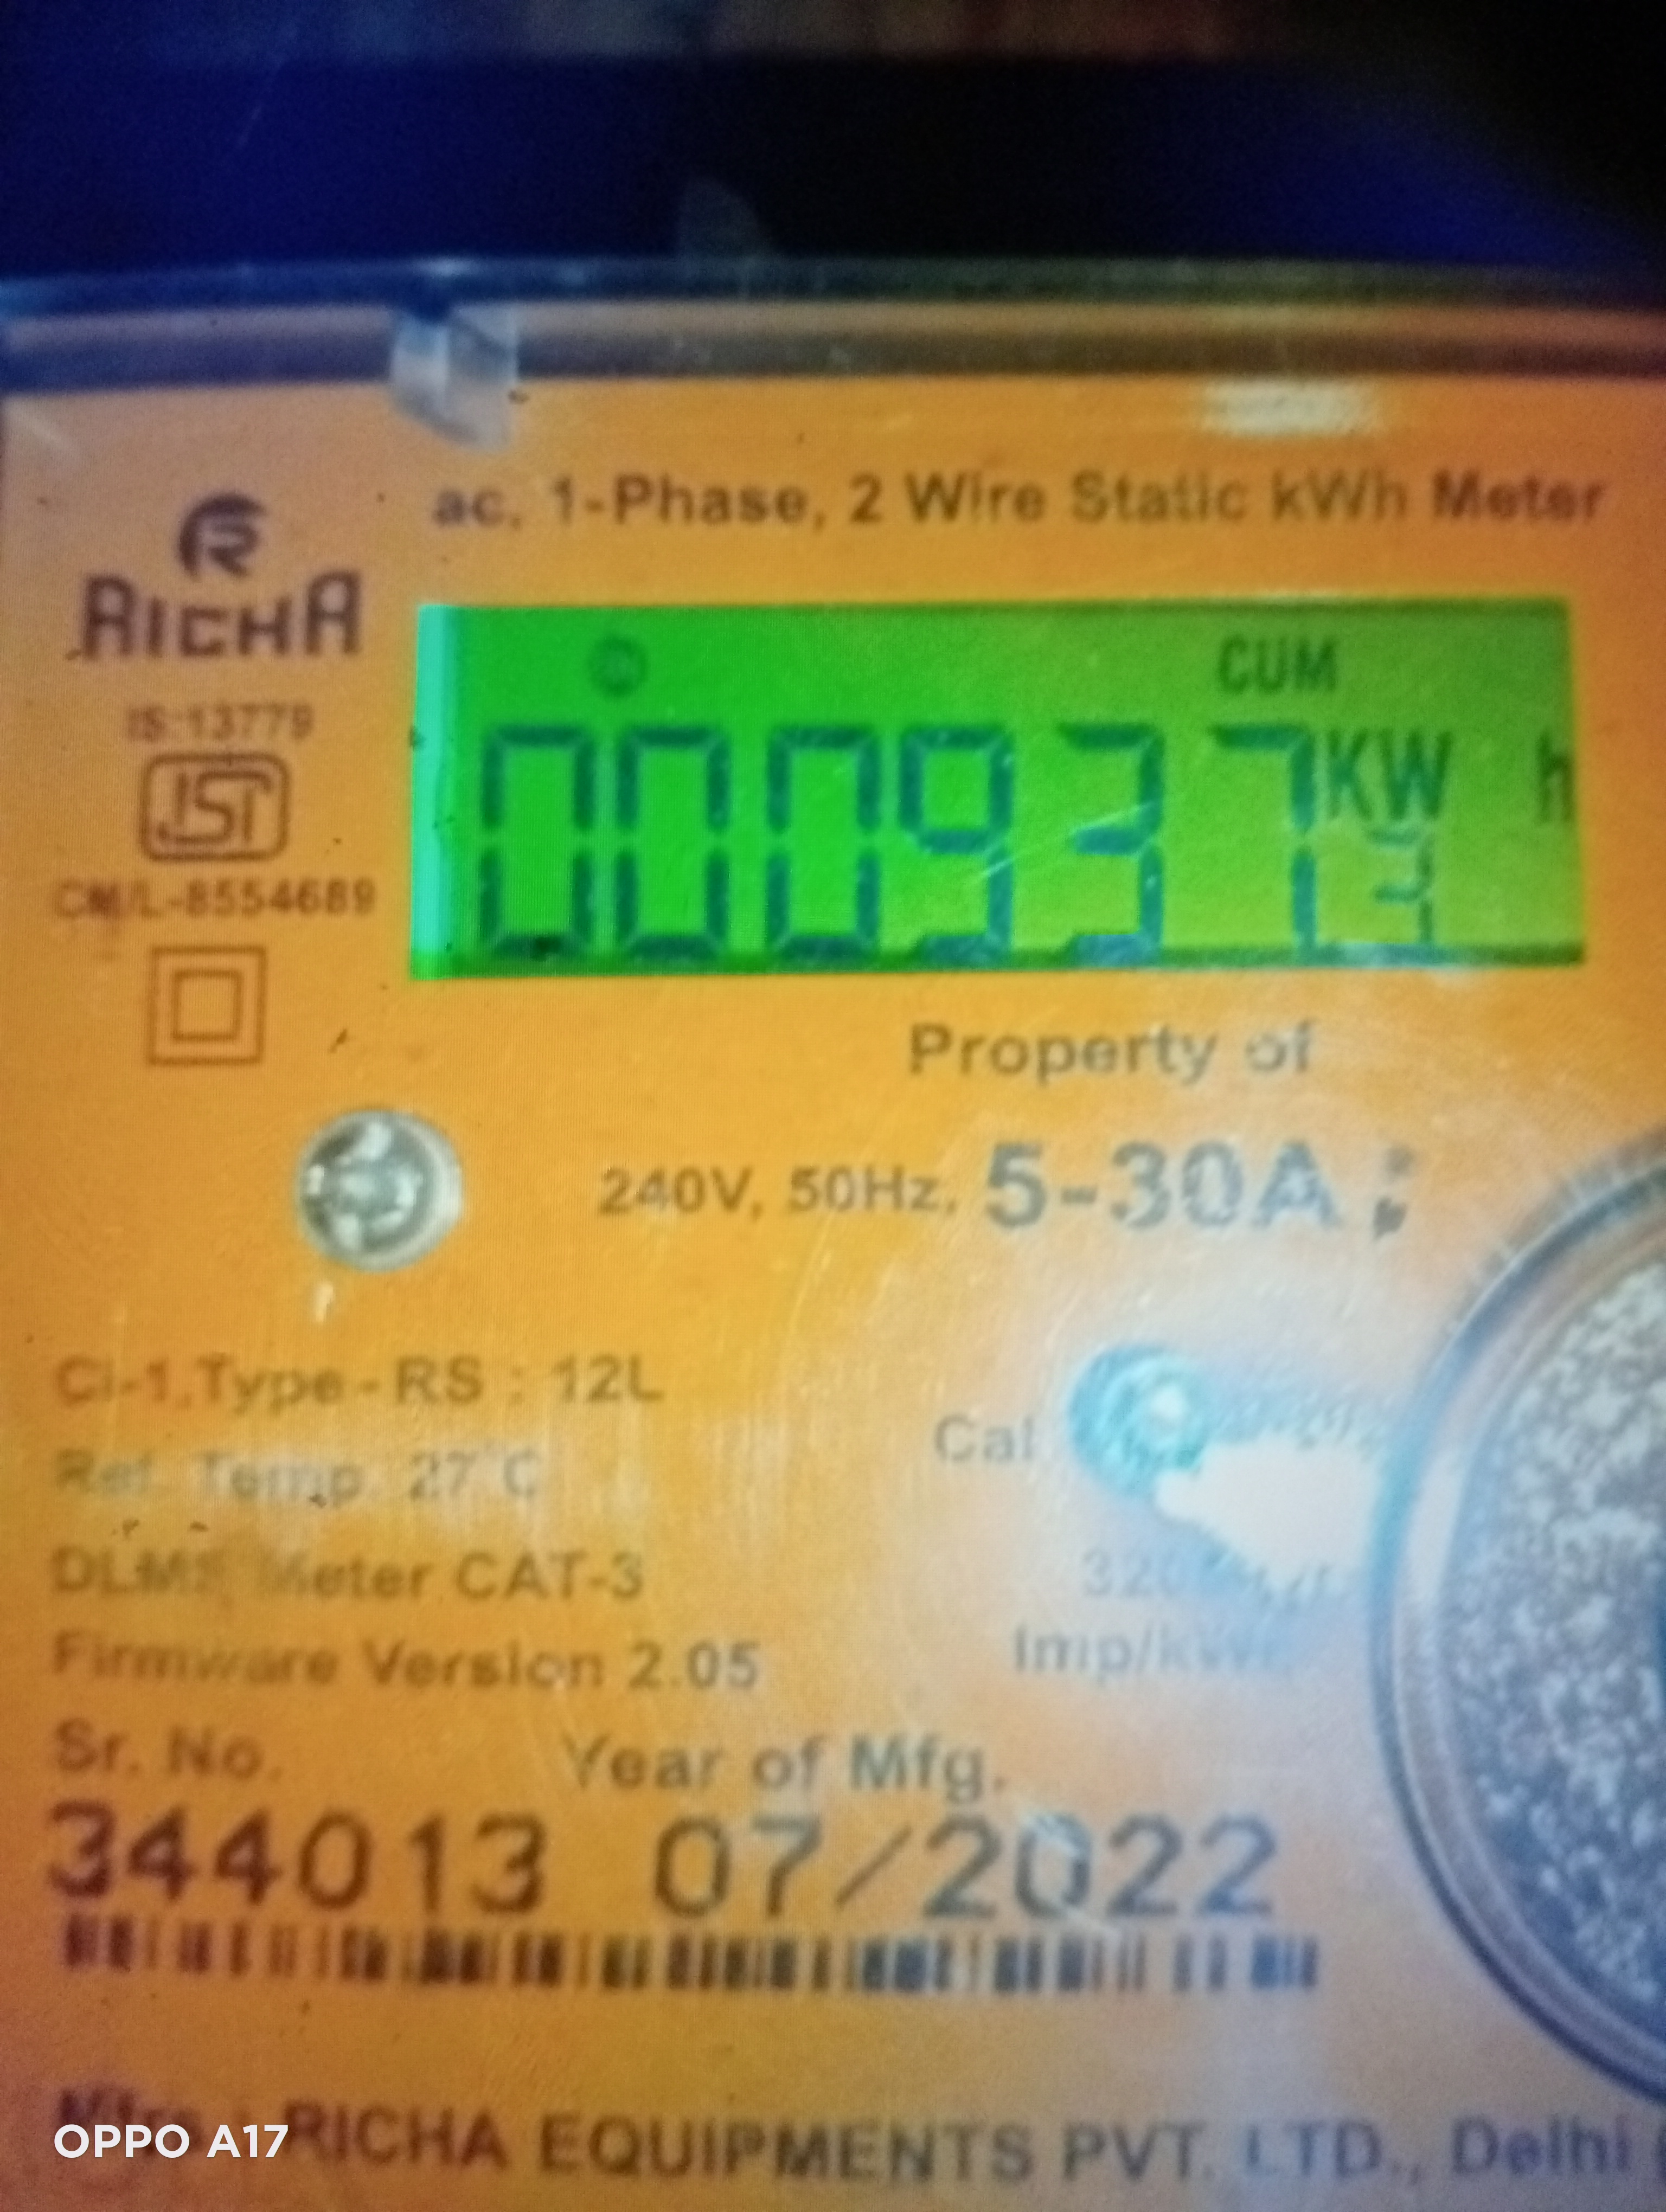 ac, 1-Phase, 2 Wire Static kWh Meter
RICHA
IS:13779
ISI
CM/L-8554689
CUM
000937 KW h
3
Property of
240V, 50Hz, 5-30A
Cl-1,Type-RS : 12L
Ref. Temp. 27°C
Cal
DLMS Meter CAT-3
Imp/kWh
Firmware Version 2.05
Sr. No. Year of Mfg.
344013 07/2022
RICHA EQUIPMENTS PVT. LTD., Delhi
OPPO A17